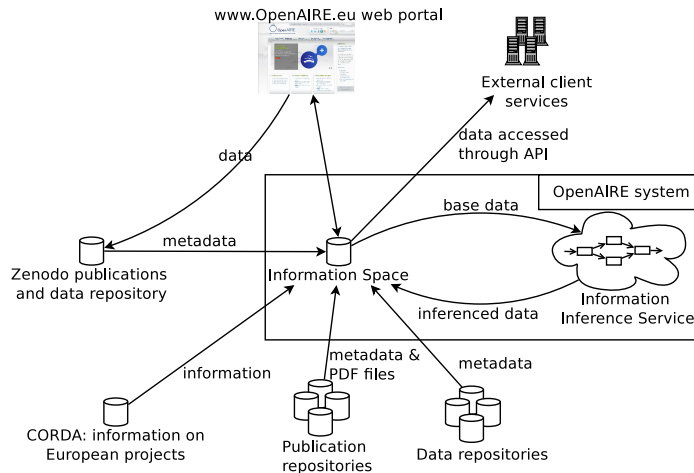 www.OpenAIRE.eu web portal
OpenAIRE
External client
services
data accessed
through API
data
OpenAIRE system
base data
metadata
Zenodo publications
and data repository
Information Space
Information
Inference Service
inferenced data
information
metadata &
PDF files
metadata
CORDA: information on
European projects
Publication
repositories
Data repositories